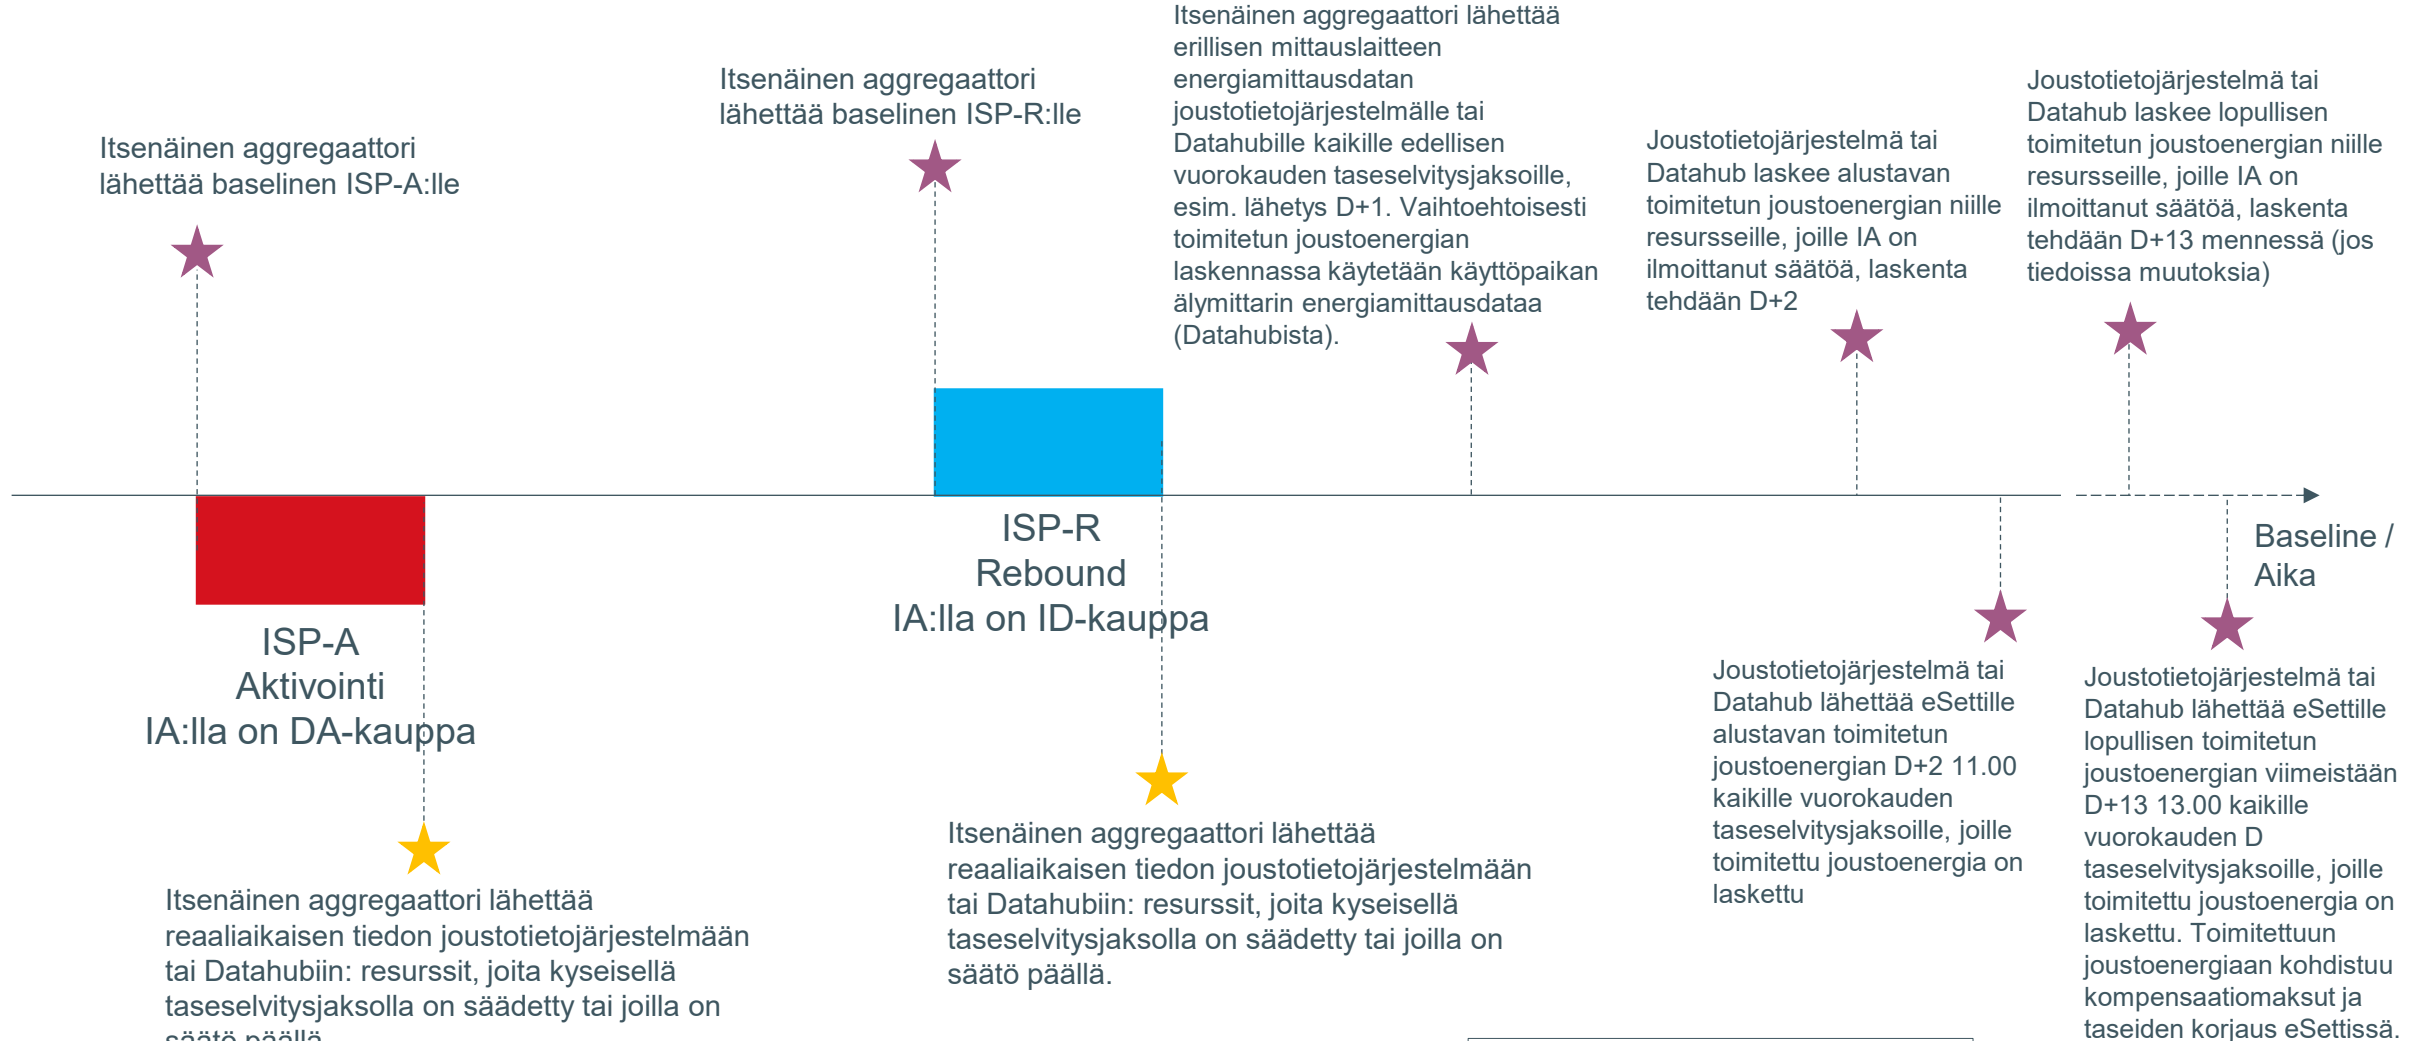 Itsenäinen aggregaattori
lähettää baselinen ISP-A:lle
Itsenäinen aggregaattori
lähettää baselinen ISP-R:lle
Itsenäinen aggregaattori lähettää
erillisen mittauslaitteen
energiamittausdatan
joustotietojärjestelmälle tai
Datahubille kaikille edellisen
vuorokauden taseselvitysjaksoille,
esim. lähetys D+1. Vaihtoehtoisesti
toimitetun joustoenergian
laskennassa käytetään käyttöpaikan
älymittarin energiamittausdataa
(Datahubista).
Joustotietojärjestelmä tai
Datahub laskee alustavan
toimitetun joustoenergian niille
resursseille, joille IA on
ilmoittanut säätöä, laskenta
tehdään D+2
Joustotietojärjestelmä tai
Datahub laskee lopullisen
toimitetun joustoenergian niille
resursseille, joille IA on
ilmoittanut säätöä, laskenta
tehdään D+13 mennessä (jos
tiedoissa muutoksia)
ISP-A
Aktivointi
IA:lla on DA-kauppa
ISP-R
Rebound
IA:lla on ID-kauppa
Baseline /
Aika
Itsenäinen aggregaattori lähettää
reaaliaikaisen tiedon joustotietojärjestelmään
tai Datahubiin: resurssit, joita kyseisellä
taseselvitysjaksolla on säädetty tai joilla on
säätö päällä.
Itsenäinen aggregaattori lähettää
reaaliaikaisen tiedon joustotietojärjestelmään
tai Datahubiin: resurssit, joita kyseisellä
taseselvitysjaksolla on säädetty tai joilla on
säätö päällä.
Joustotietojärjestelmä tai
Datahub lähettää eSettille
alustavan toimitetun
joustoenergian D+2 11.00
kaikille vuorokauden
taseselvitysjaksoille, joille
toimitettu joustoenergia on
laskettu
Joustotietojärjestelmä tai
Datahub lähettää eSettille
lopullisen toimitetun
joustoenergian viimeistään
D+13 13.00 kaikille
vuorokauden D
taseselvitysjaksoille, joille
toimitettu joustoenergia on
laskettu. Toimitettuun
joustoenergiaan kohdistuu
kompensaatiomaksut ja
taseiden korjaus eSettissä.